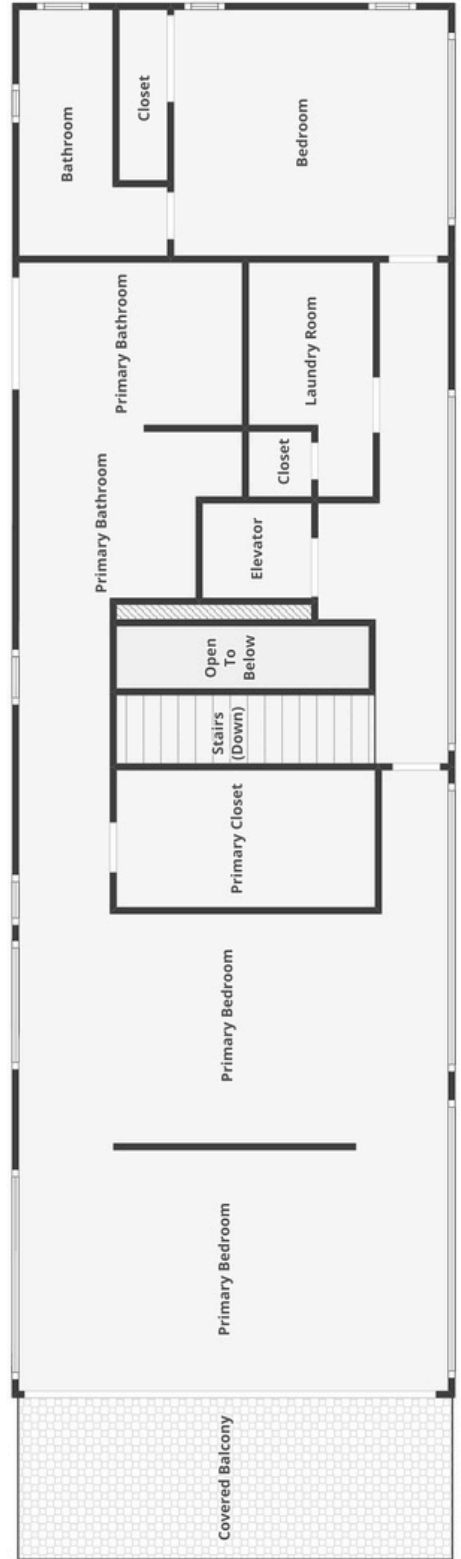 Bathroom
Closet
Bedroom
Primary Bathroom
Laundry Room
Primary Bathroom
Closet
Elevator
Open
To
Below
Stairs
(Down)
Primary Closet
Primary Bedroom
Primary Bedroom
Covered Balcony